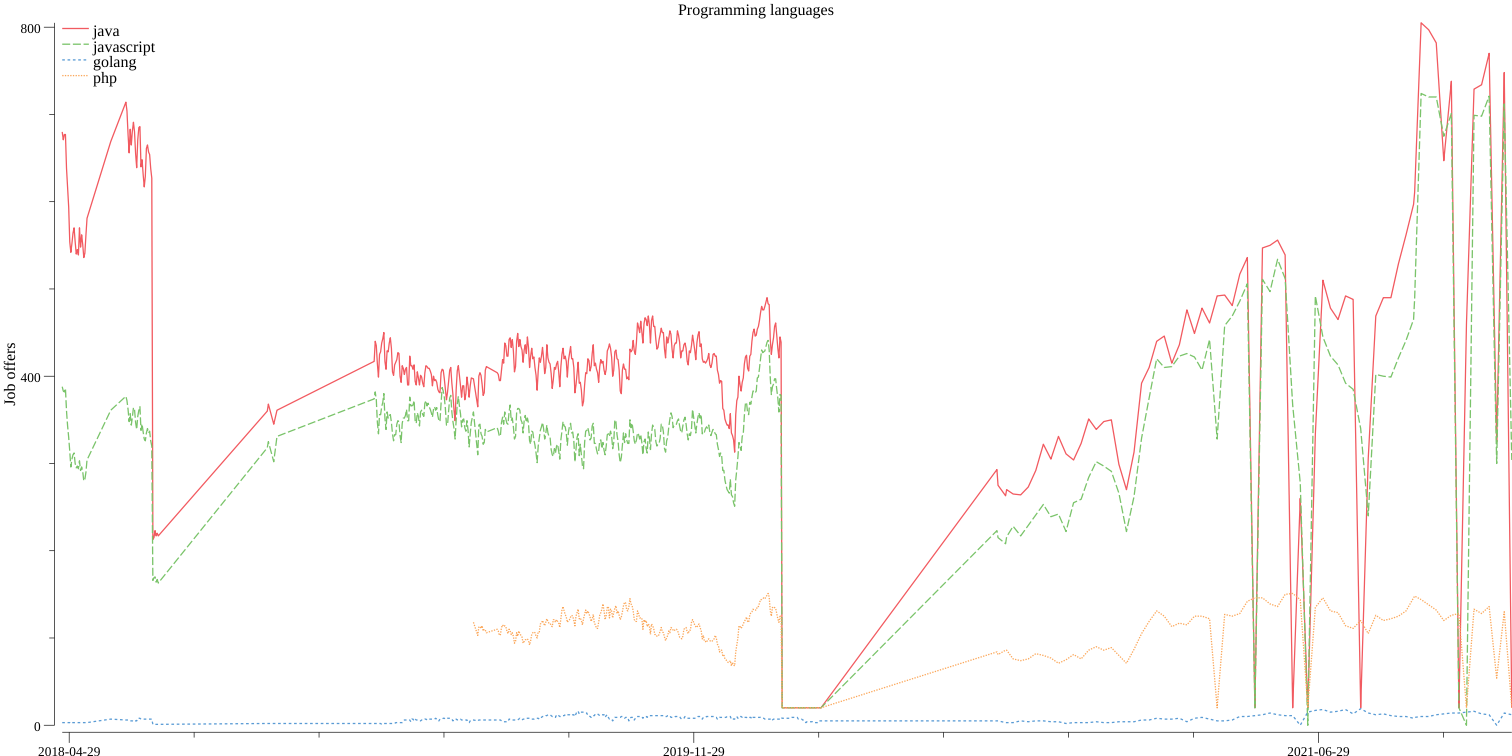 Programming languages
800
java
javascript
golang
php
Job offers
400
0
2018-04-29
2019-11-29
2021-06-29